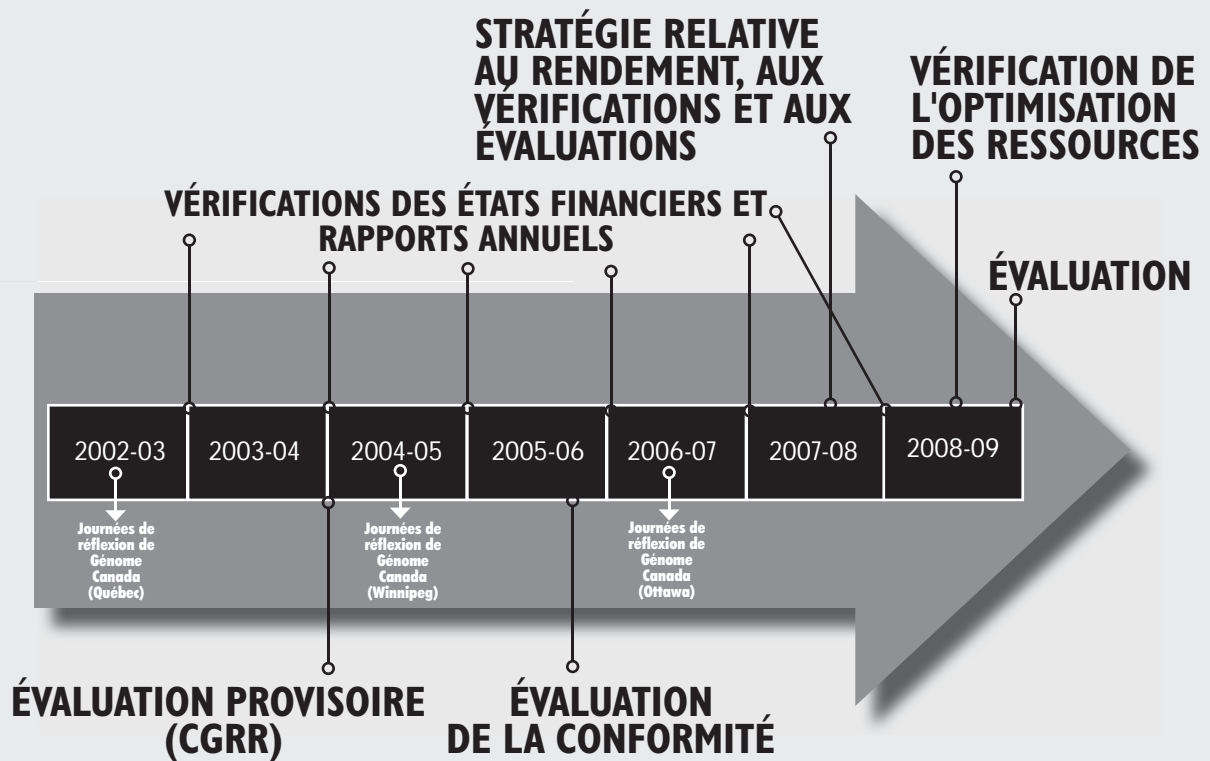 STRATÉGIE RELATIVE
AU RENDEMENT, AUX
VÉRIFICATIONS ET AUX
ÉVALUATIONS
VÉRIFICATION DE
L'OPTIMISATION
DES RESSOURCES
VÉRIFICATIONS DES ÉTATS FINANCIERS ET
RAPPORTS ANNUELS
ÉVALUATION
2002-03
2003-04
2004-05
2005-06
2006-07
2007-08
2008-09
Journées de
réflexion de
Génome
Canada
(Québec)
Journées de
réflexion de
Génome
Canada
(Winnipeg)
Journées de
réflexion de
Génome
Canada
(Ottawa)
ÉVALUATION PROVISOIRE
(CGRR)
ÉVALUATION
DE LA CONFORMITÉ